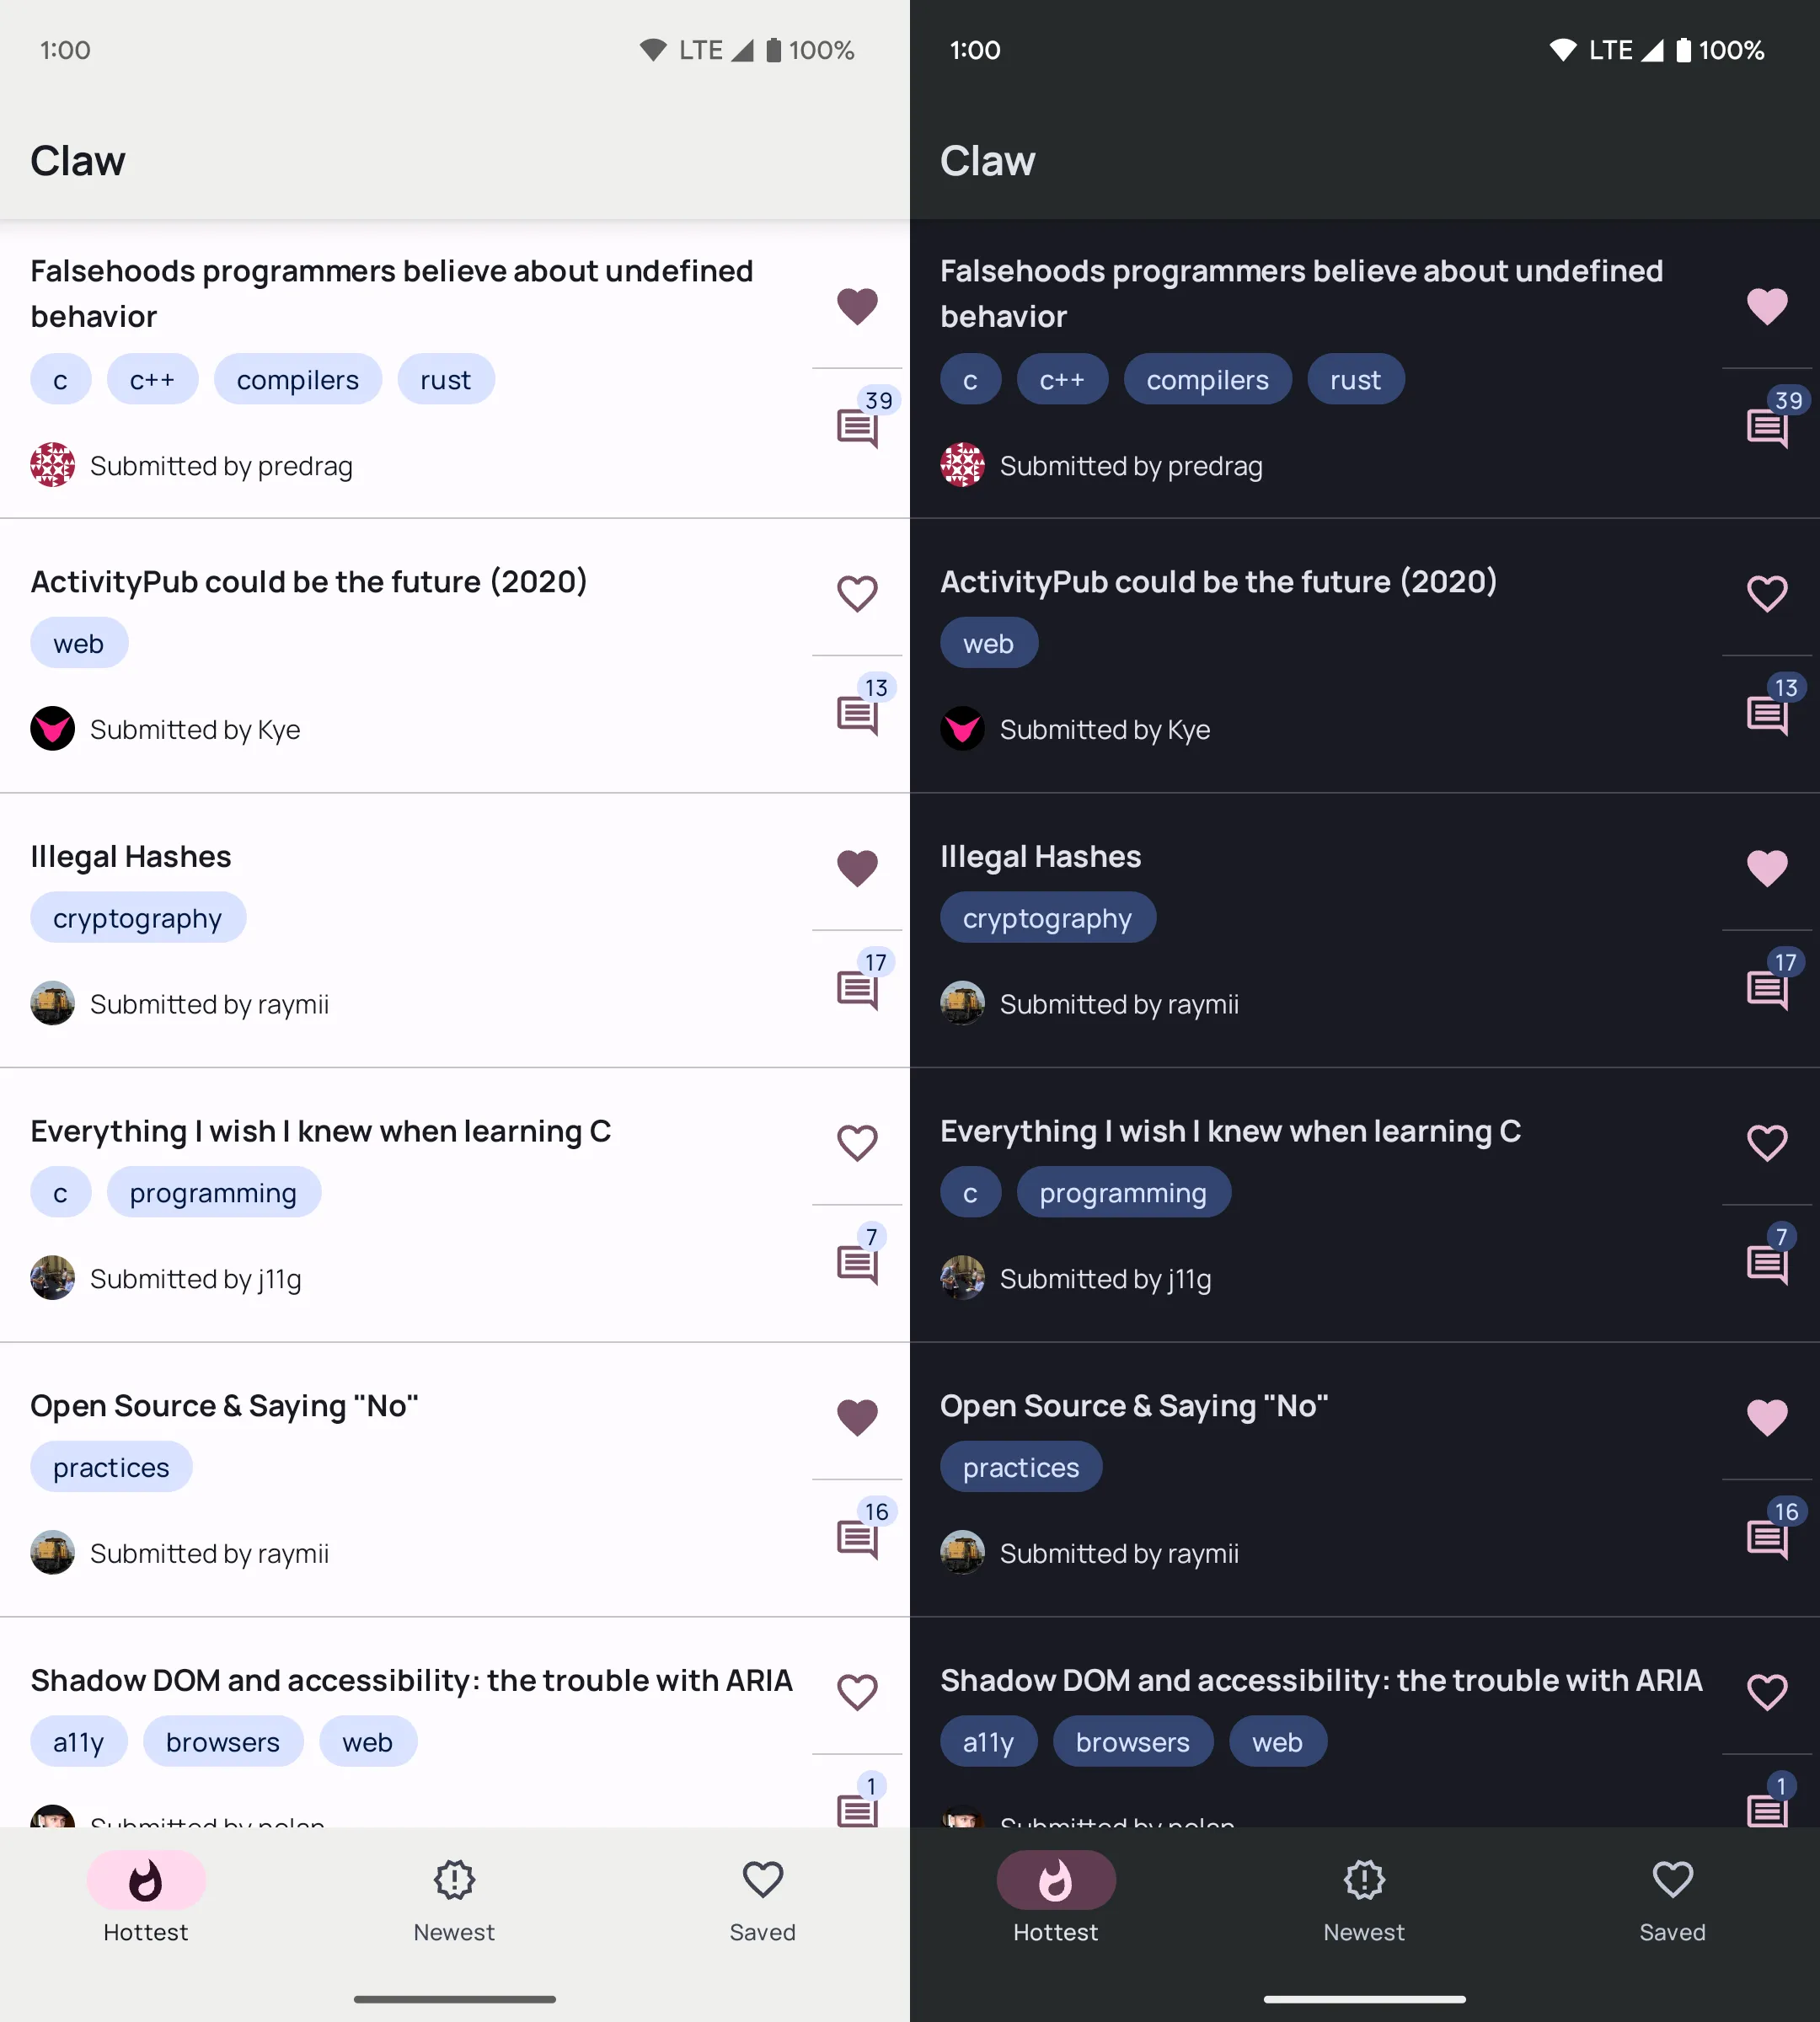 1:00 LTE 100%
Claw
Falsehoods programmers believe about undefined
behavior
c c++ compilers rust
39
Submitted by predrag
ActivityPub could be the future (2020)
web
13
Submitted by Kye
Illegal Hashes
cryptography
17
Submitted by raymii
Everything I wish I knew when learning C
c programming
7
Submitted by j11g
Open Source & Saying "No"
practices
16
Submitted by raymii
Shadow DOM and accessibility: the trouble with ARIA
a11y browsers web
1
Submitted by nolan
Hottest Newest Saved
1:00 LTE 100%
Claw
Falsehoods programmers believe about undefined
behavior
c c++ compilers rust
39
Submitted by predrag
ActivityPub could be the future (2020)
web
13
Submitted by Kye
Illegal Hashes
cryptography
17
Submitted by raymii
Everything I wish I knew when learning C
c programming
7
Submitted by j11g
Open Source & Saying "No"
practices
16
Submitted by raymii
Shadow DOM and accessibility: the trouble with ARIA
a11y browsers web
1
Submitted by nolan
Hottest Newest Saved